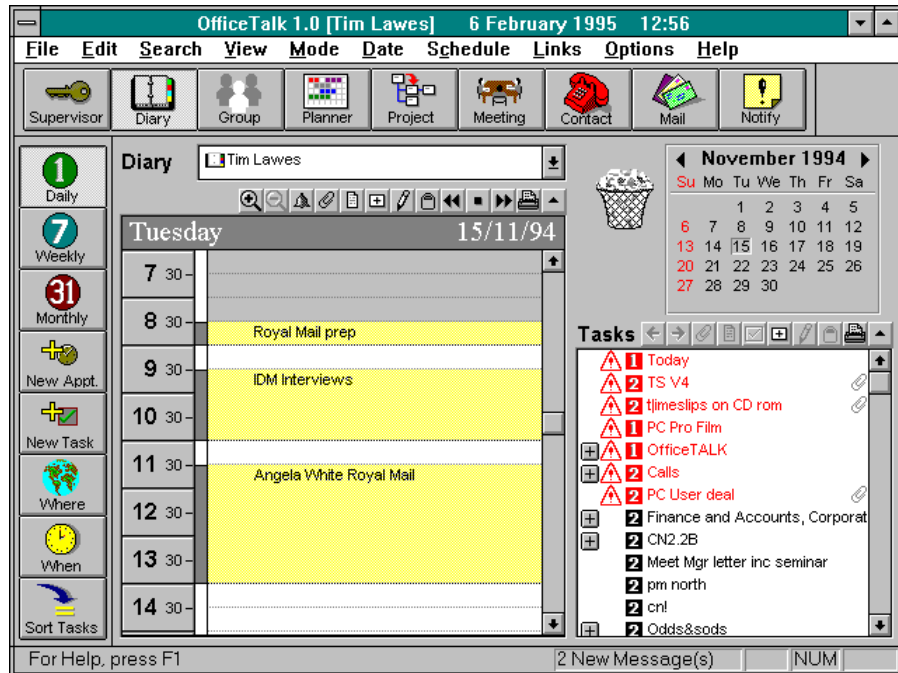 OfficeTalk 1.0 [Tim Lawes] 6 February 1995 12:56
File Edit Search View Mode Date Schedule Links Options Help
Supervisor Diary Group Planner Project Meeting Contact Mail Notify
1
Daily
7
Weekly
31
Monthly
New Appt.
New Task
Where
When
Sort Tasks
Diary Tim Lawes
Tuesday 15/11/94
7 30
8 30
Royal Mail prep
9 30
IDM Interviews
10 30
11 30
Angela White Royal Mail
12 30
13 30
14 30
November 1994
Su Mo Tu We Th Fr Sa
1 2 3 4 5
6 7 8 9 10 11 12
13 14 15 16 17 18 19
20 21 22 23 24 25 26
27 28 29 30
Tasks
1 Today
2 TS V4
2 t|imeslips on CD rom
1 PC Pro Film
1 OfficeTALK
2 Calls
2 PC User deal
2 Finance and Accounts, Corporat
2 CN2.2B
2 Meet Mgr letter inc seminar
2 pm north
2 cn!
2 Odds&sods
For Help, press F1 2 New Message(s) NUM